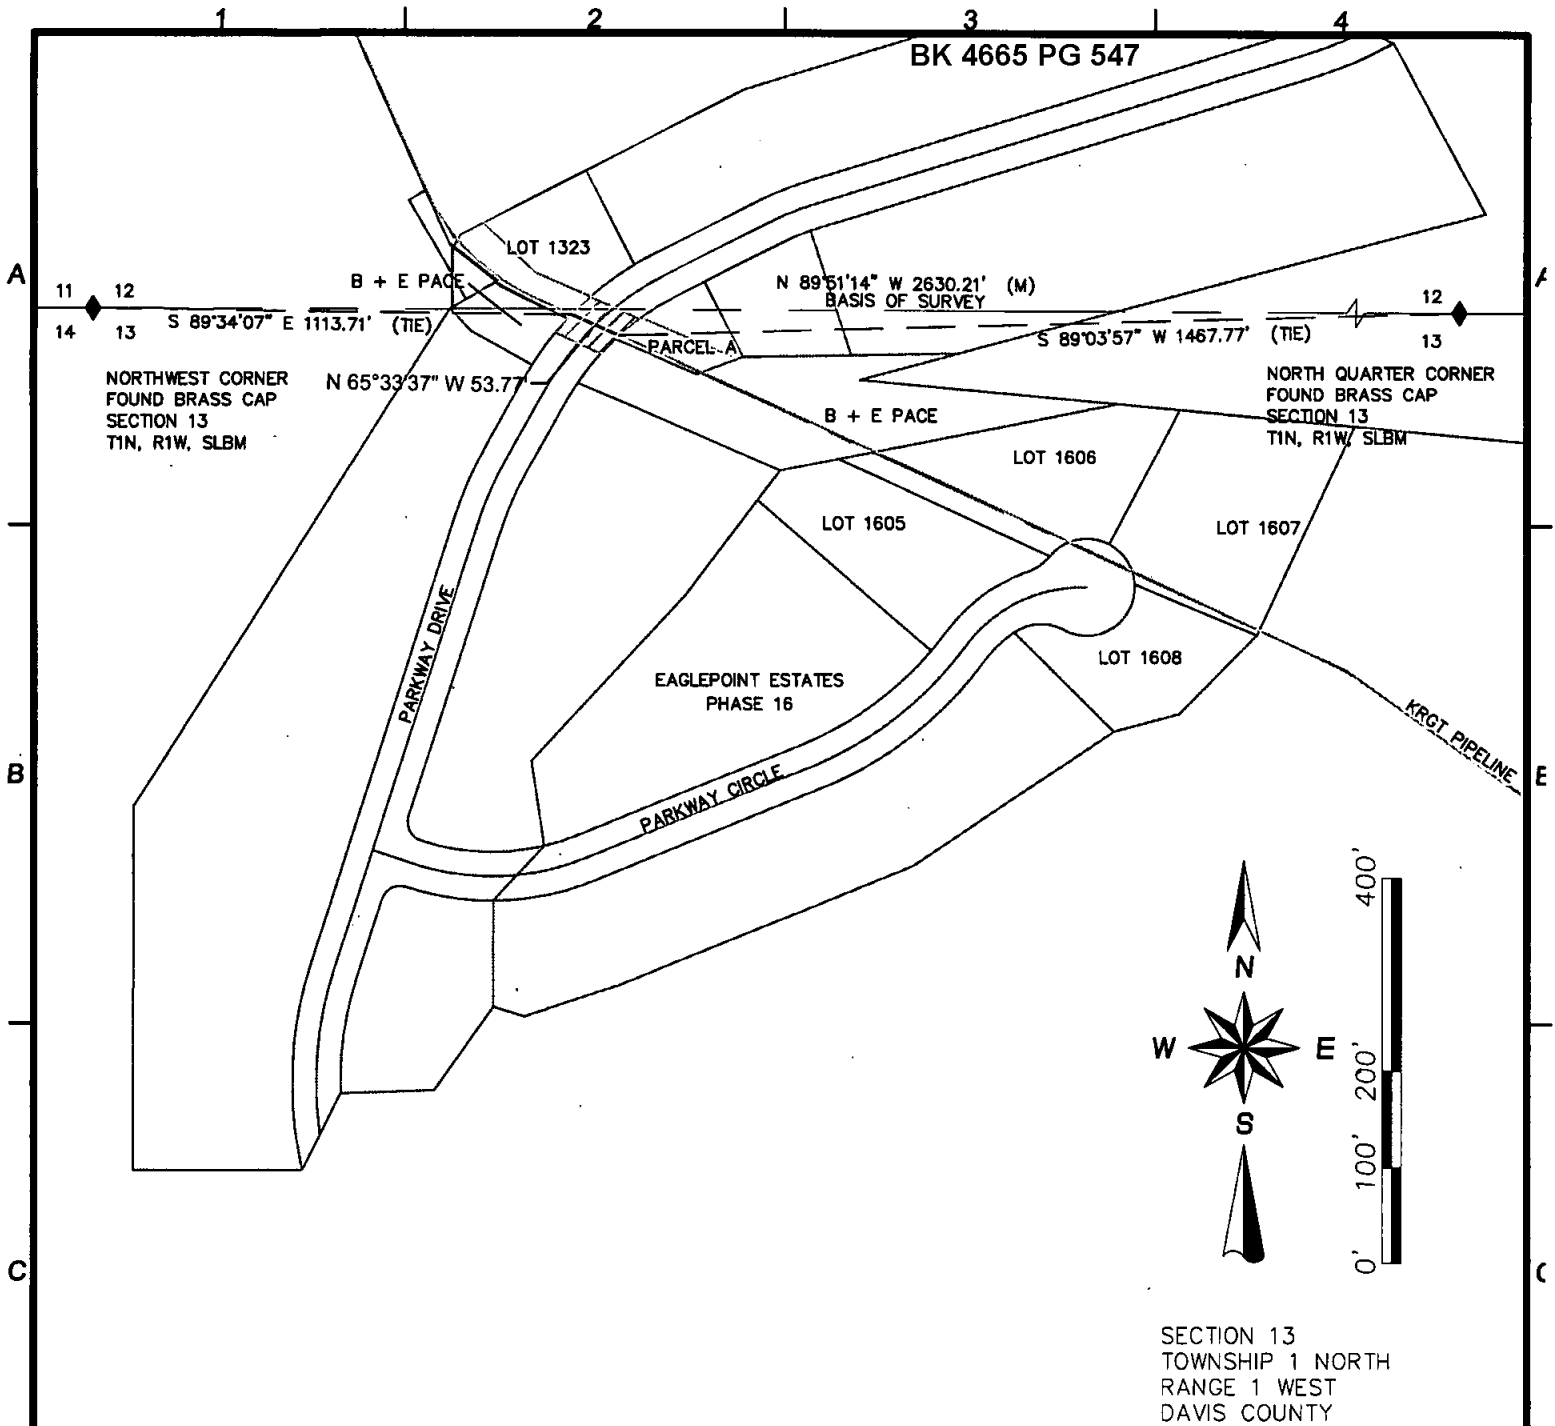 1
2
3
4
BK 4665 PG 547
A
LOT 1323
B + E PACE
N 89°51'14" W 2630.21' (M)
BASIS OF SURVEY
11
12
14
13
12
13
S 89°34'07" E 1113.71' (TIE)
S 89°03'57" W 1467.77' (TIE)
PARCEL A
NORTHWEST CORNER
FOUND BRASS CAP
SECTION 13
T1N, R1W, SLBM
N 65°33'37" W 53.77'
NORTH QUARTER CORNER
FOUND BRASS CAP
SECTION 13
T1N, R1W, SLBM
B + E PACE
LOT 1606
LOT 1605
LOT 1607
PARKWAY DRIVE
LOT 1608
EAGLEPOINT ESTATES
PHASE 16
KRGT PIPELINE
B
PARKWAY CIRCLE
400'
200'
100'
0'
N
W
E
S
C
SECTION 13
TOWNSHIP 1 NORTH
RANGE 1 WEST
DAVIS COUNTY